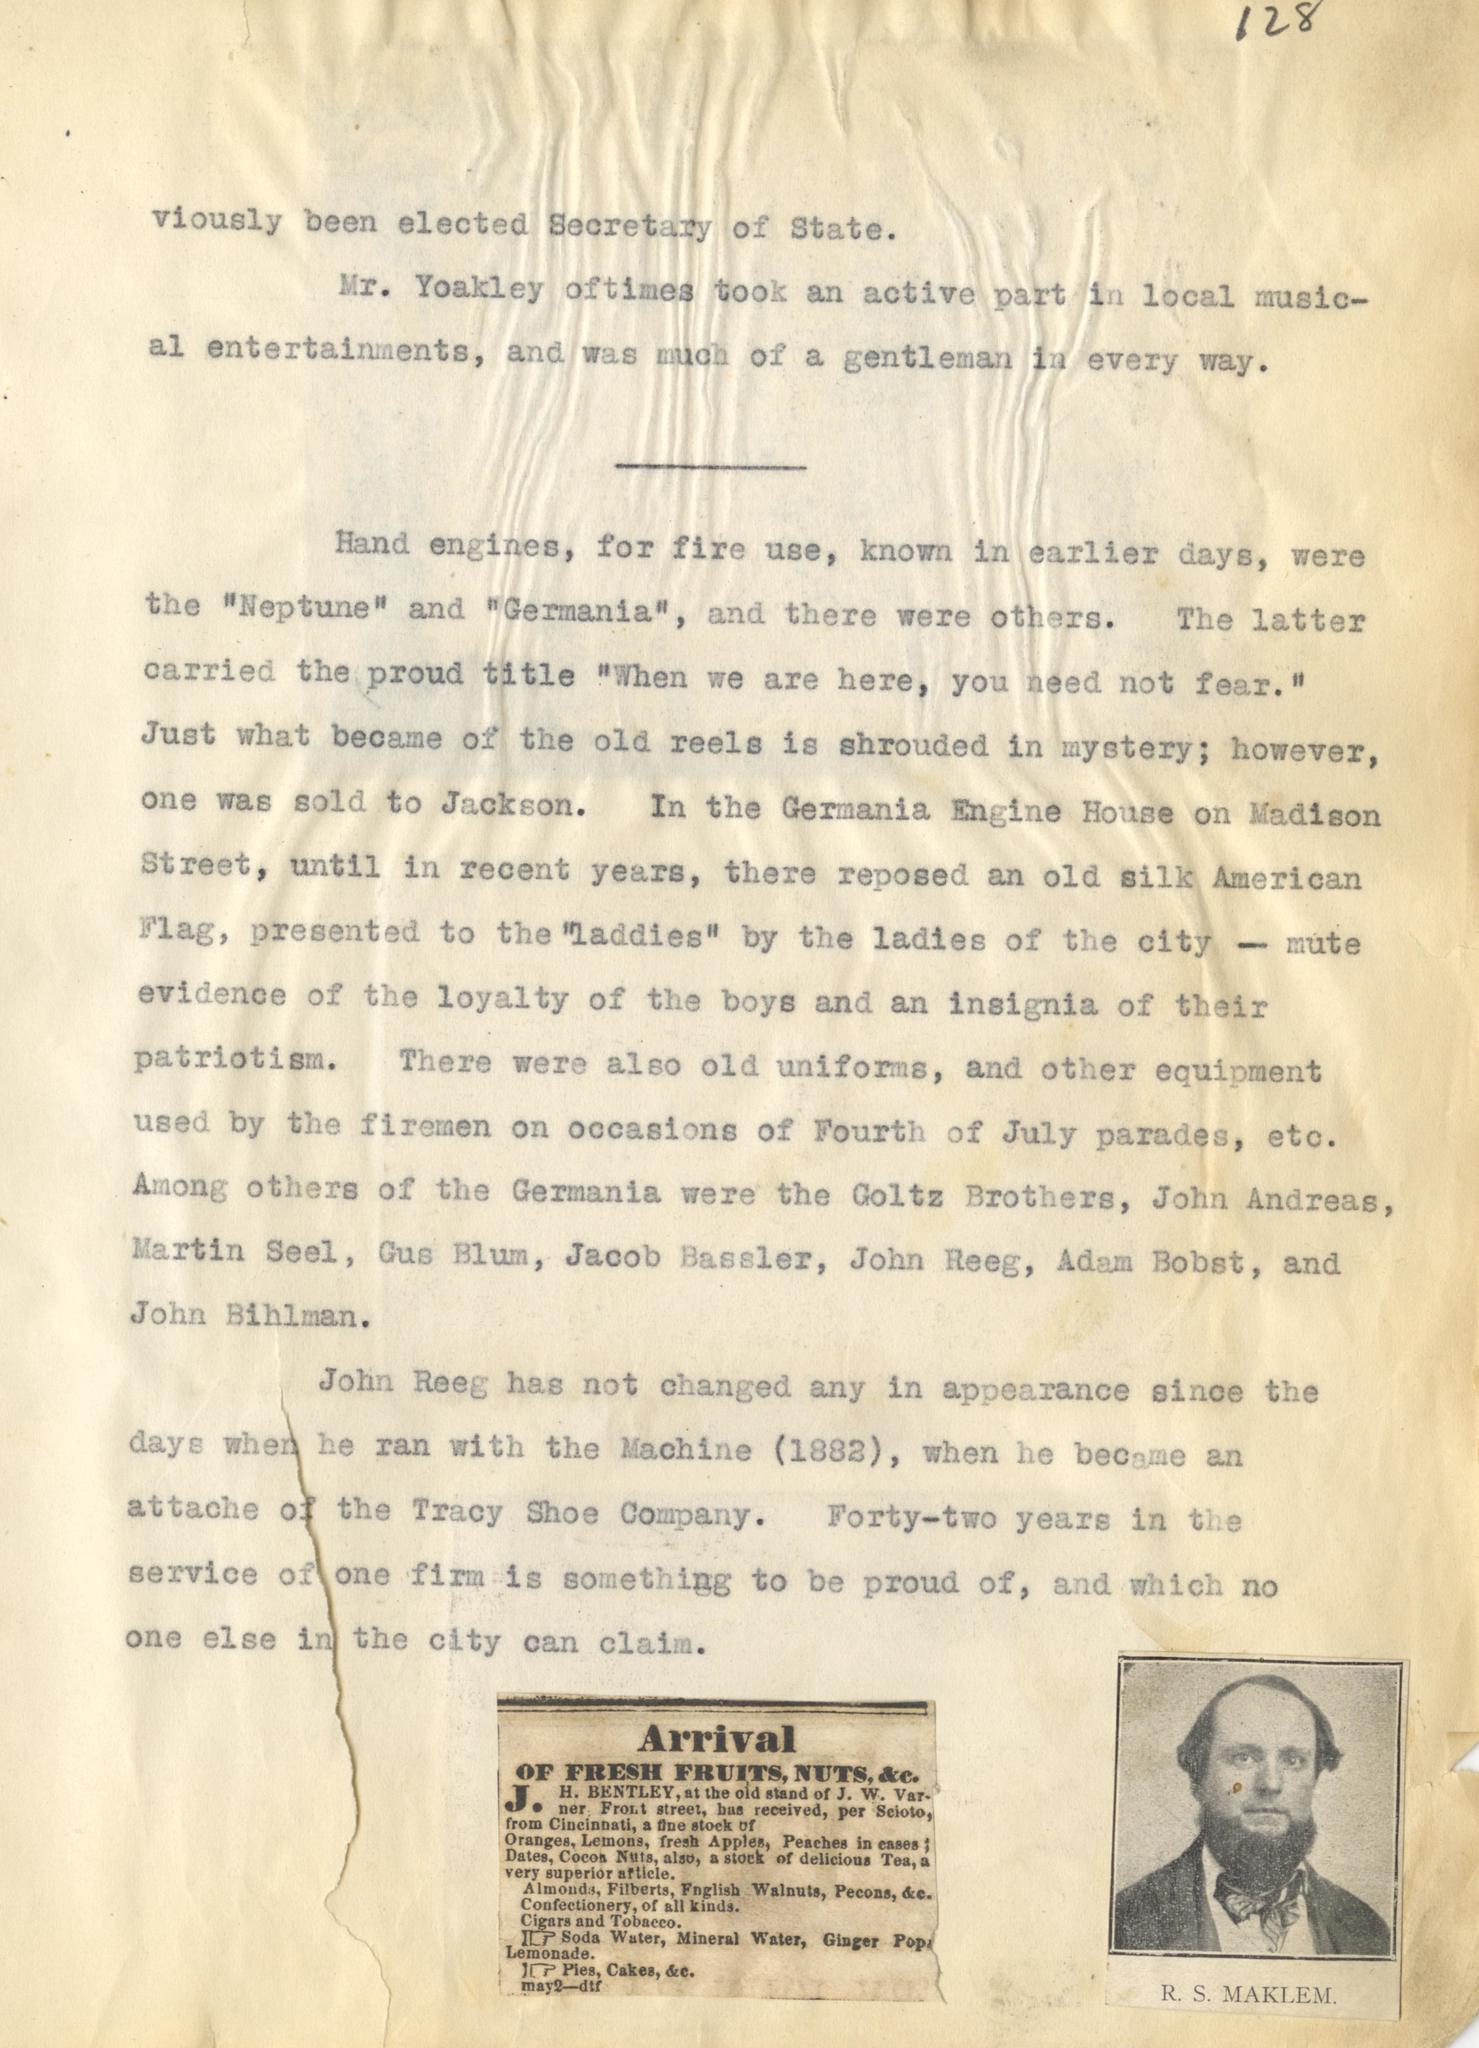 128
viously been elected Secretary of State.
Mr. Yoakley oftimes took an active part in local music-
al entertainments, and was much of a gentleman in every way.
Hand engines, for fire use, known in earlier days, were
the "Neptune" and "Germania", and there were others. The latter
carried the proud title "When we are here, you need not fear."
Just what became of the old reels is shrouded in mystery; however,
one was sold to Jackson. In the Germania Engine House on Madison
Street, until in recent years, there reposed an old silk American
Flag, presented to the "laddies" by the ladies of the city — mute
evidence of the loyalty of the boys and an insignia of their
patriotism. There were also old uniforms, and other equipment
used by the firemen on occasions of Fourth of July parades, etc.
Among others of the Germania were the Goltz Brothers, John Andreas,
Martin Seel, Gus Blum, Jacob Bassler, John Reeg, Adam Bobst, and
John Bihlman.
John Reeg has not changed any in appearance since the
days when he ran with the Machine (1882), when he became an
attache of the Tracy Shoe Company. Forty-two years in the
service of one firm is something to be proud of, and which no
one else in the city can claim.
Arrival
OF FRESH FRUITS, NUTS, &c.
J. H. BENTLEY, at the old stand of J. W. Var-
ner Front street, has received, per Scioto,
from Cincinnati, a fine stock of
Oranges, Lemons, fresh Apples, Peaches in cases;
Dates, Cocoa Nuts, also, a stock of delicious Tea, a
very superior article.
Almonds, Filberts, Fnglish Walnuts, Pecons, &c.
Confectionery, of all kinds.
Cigars and Tobacco.
☞ Soda Water, Mineral Water, Ginger Pop,
Lemonade.
☞ Pies, Cakes, &c.
may2—dtf
R. S. MAKLEM.